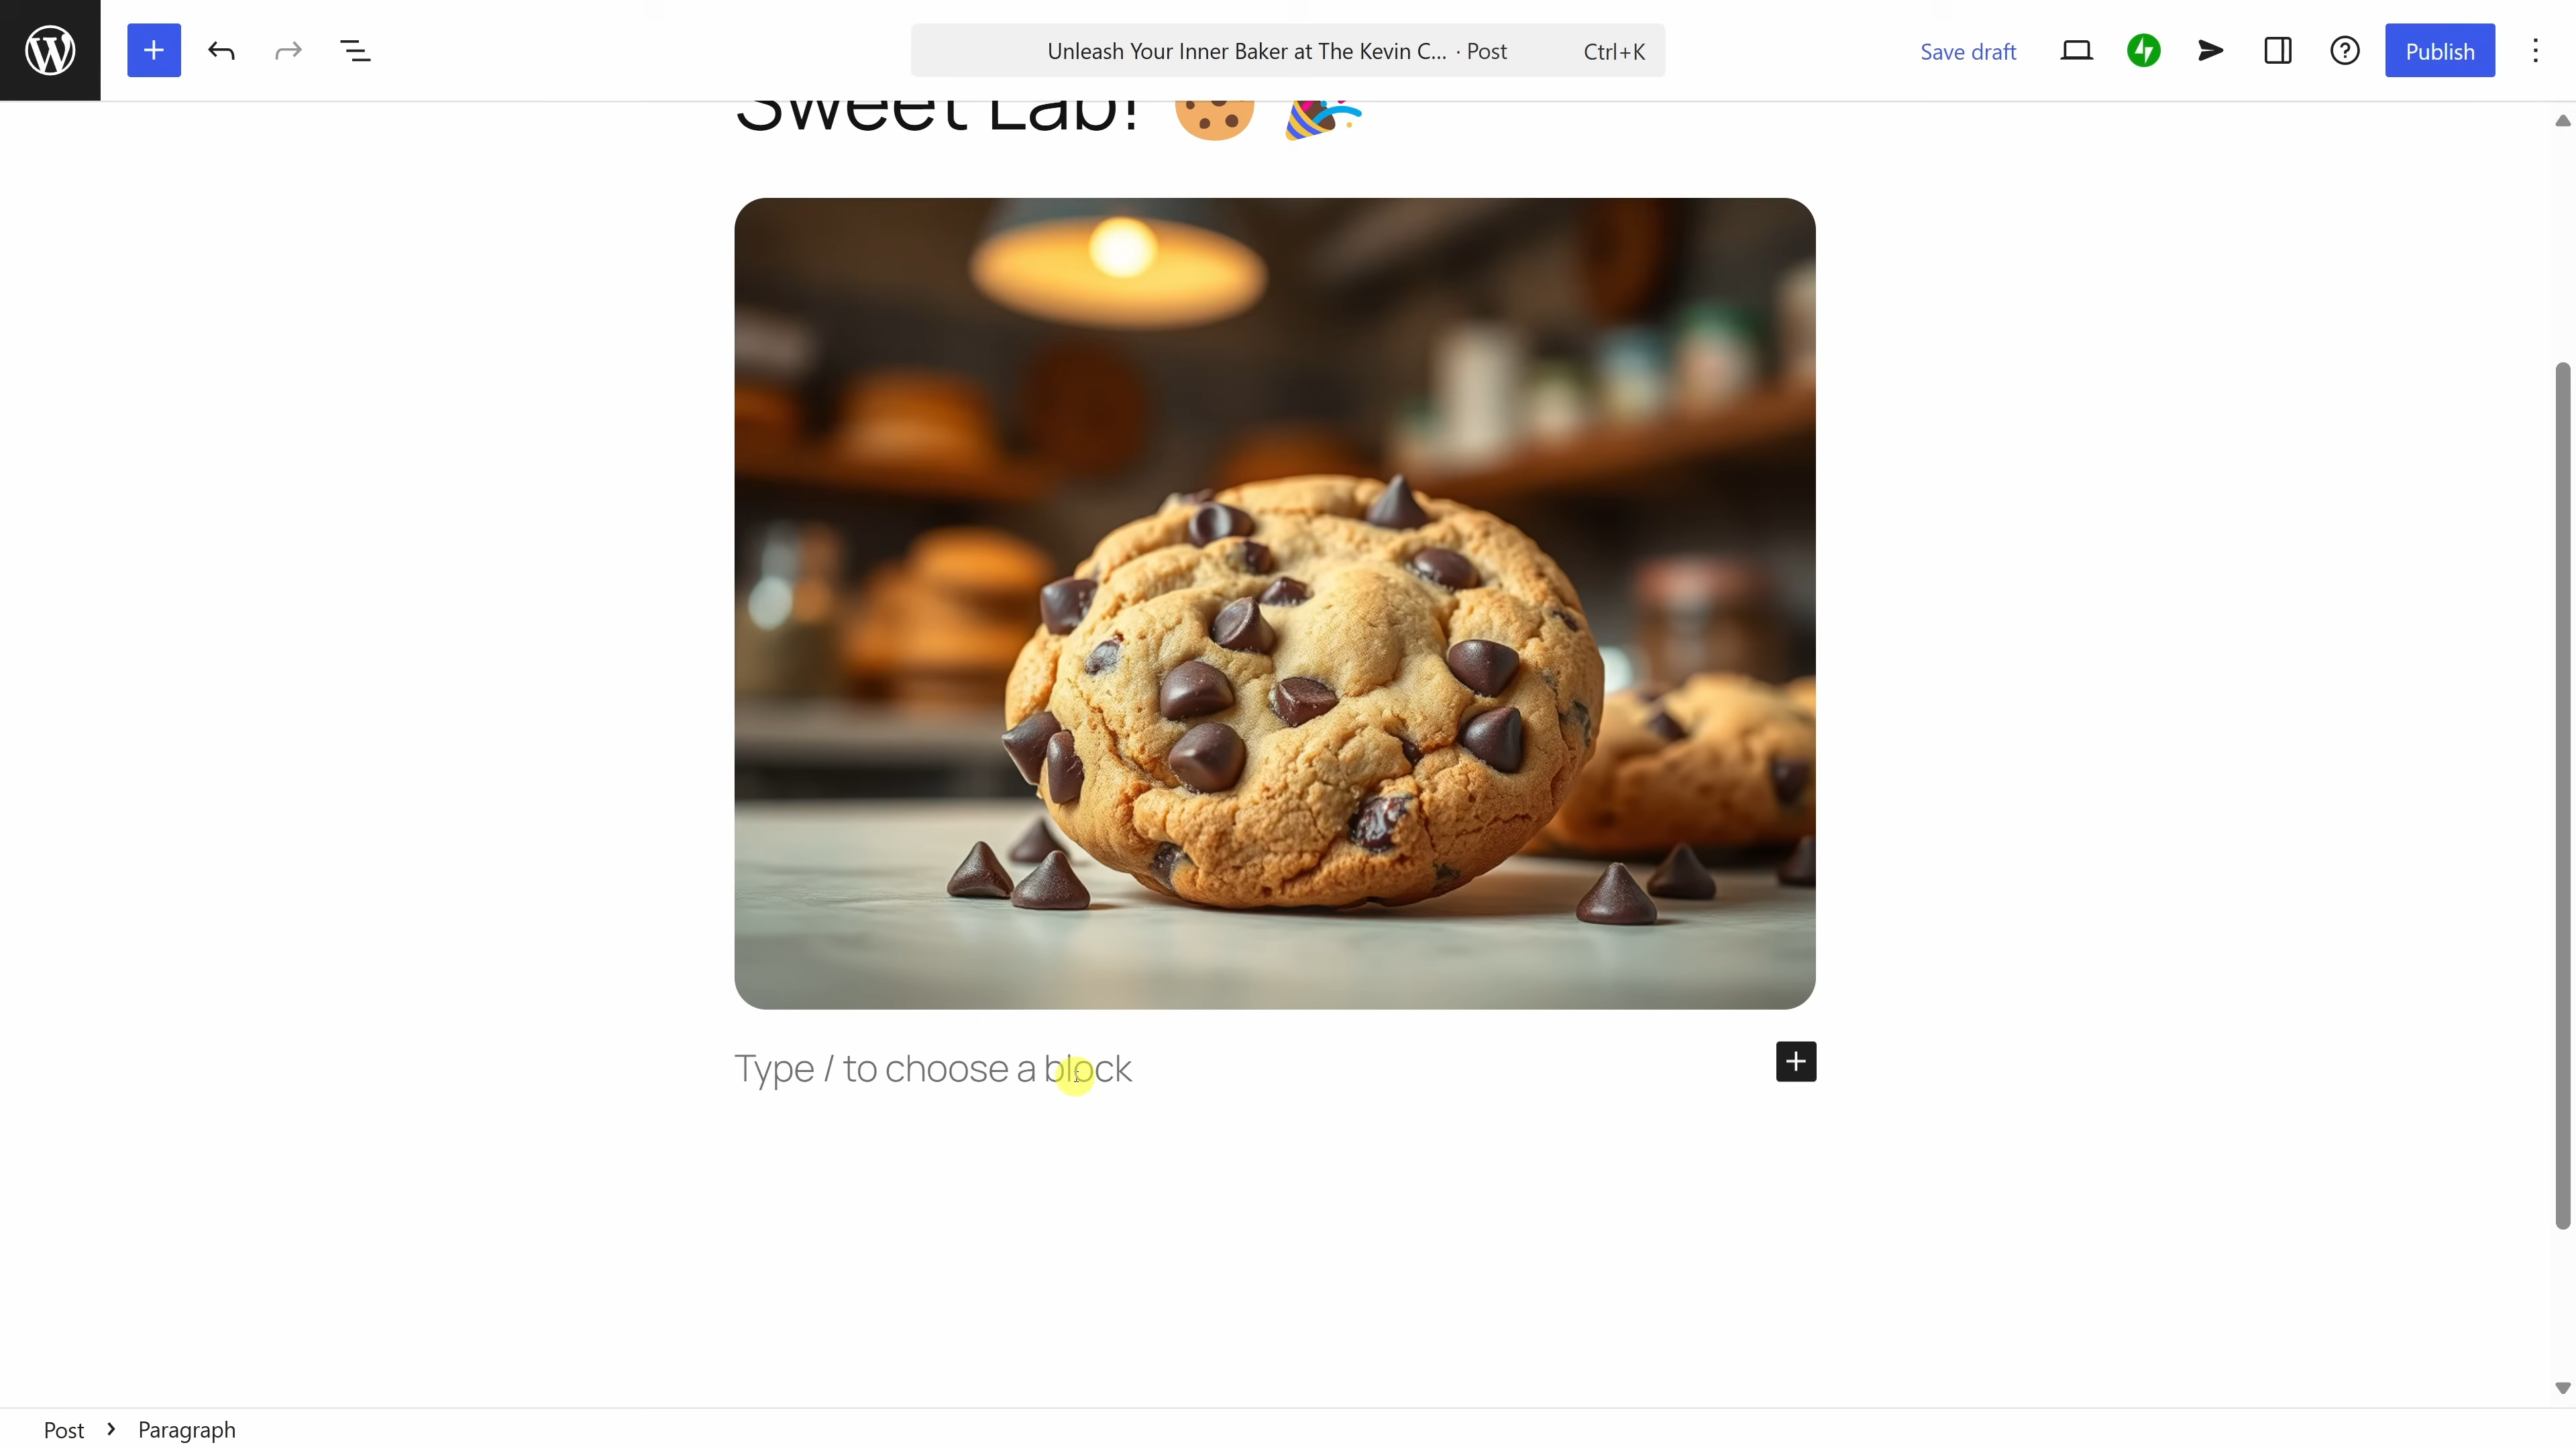 Unleash Your Inner Baker at The Kevin C... · Post Ctrl+K
Save draft
Publish
Sweet Lab! 🍪 🎉
Type / to choose a block
Post > Paragraph